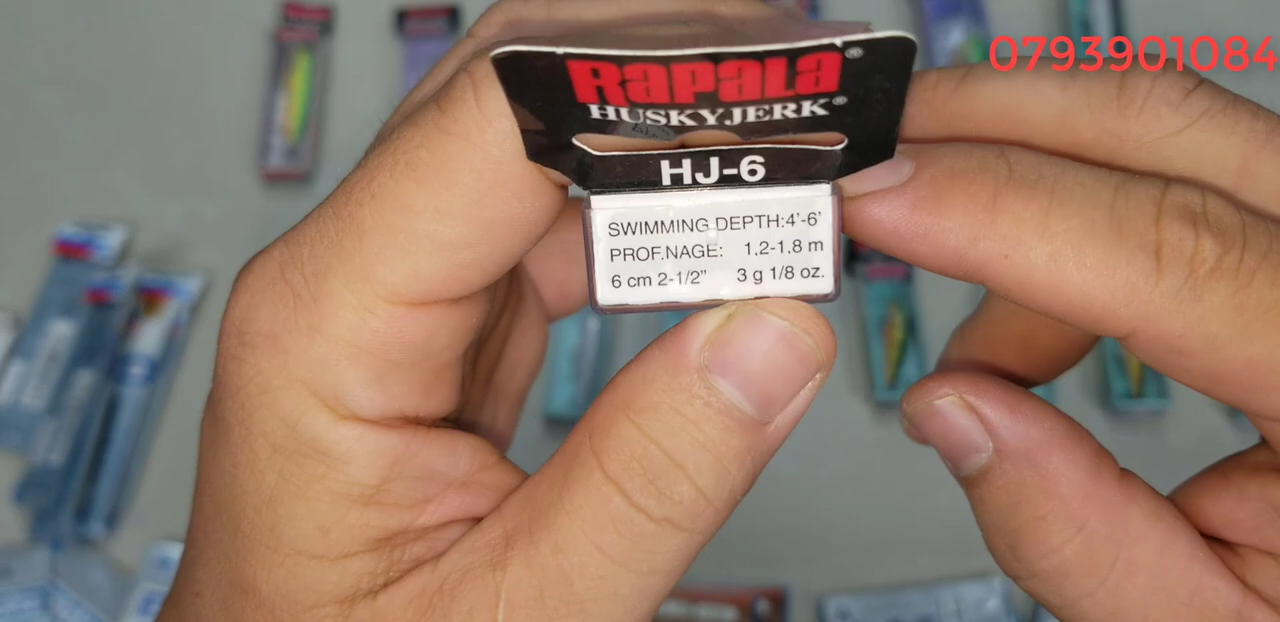 0793901084
RAPALA®
HUSKYJERK®
HJ-6
SWIMMING DEPTH:4'-6'
PROF.NAGE: 1,2-1,8 m
6 cm 2-1/2" 3 g 1/8 oz.